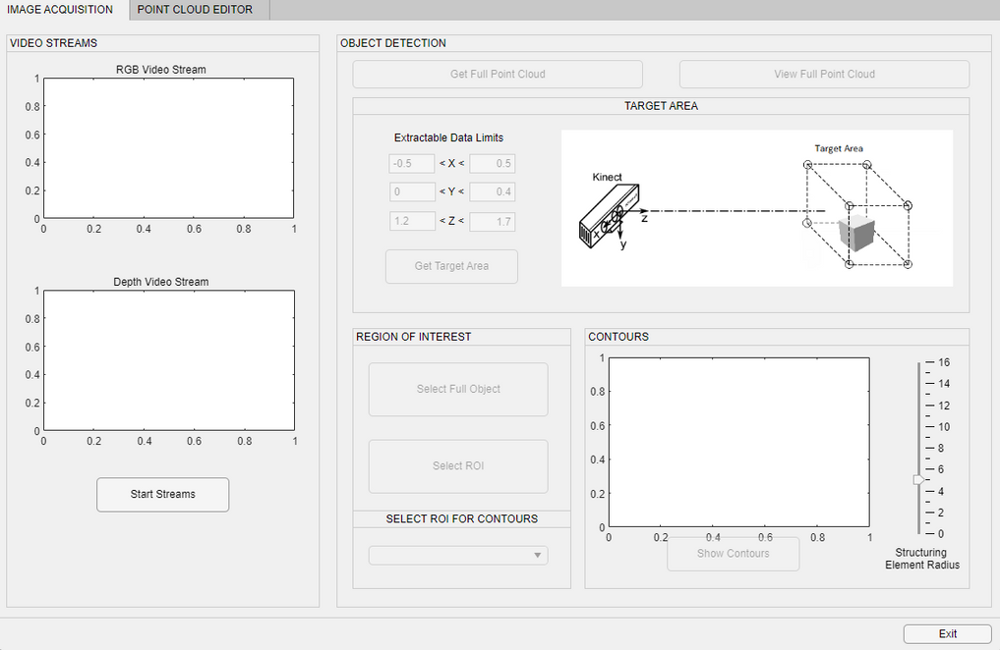 IMAGE ACQUISITION
POINT CLOUD EDITOR
VIDEO STREAMS
RGB Video Stream
1
0.8
0.6
0.4
0.2
0
0 0.2 0.4 0.6 0.8 1
Depth Video Stream
1
0.8
0.6
0.4
0.2
0
0 0.2 0.4 0.6 0.8 1
Start Streams
OBJECT DETECTION
Get Full Point Cloud
View Full Point Cloud
TARGET AREA
Extractable Data Limits
-0.5 < X < 0.5
0 < Y < 0.4
1.2 < Z < 1.7
Get Target Area
Kinect
x
y
z
Target Area
REGION OF INTEREST
Select Full Object
Select ROI
SELECT ROI FOR CONTOURS
CONTOURS
1
0.8
0.6
0.4
0.2
0
0 0.2 0.4 0.6 0.8 1
Show Contours
16
14
12
10
8
6
4
2
0
Structuring
Element Radius
Exit